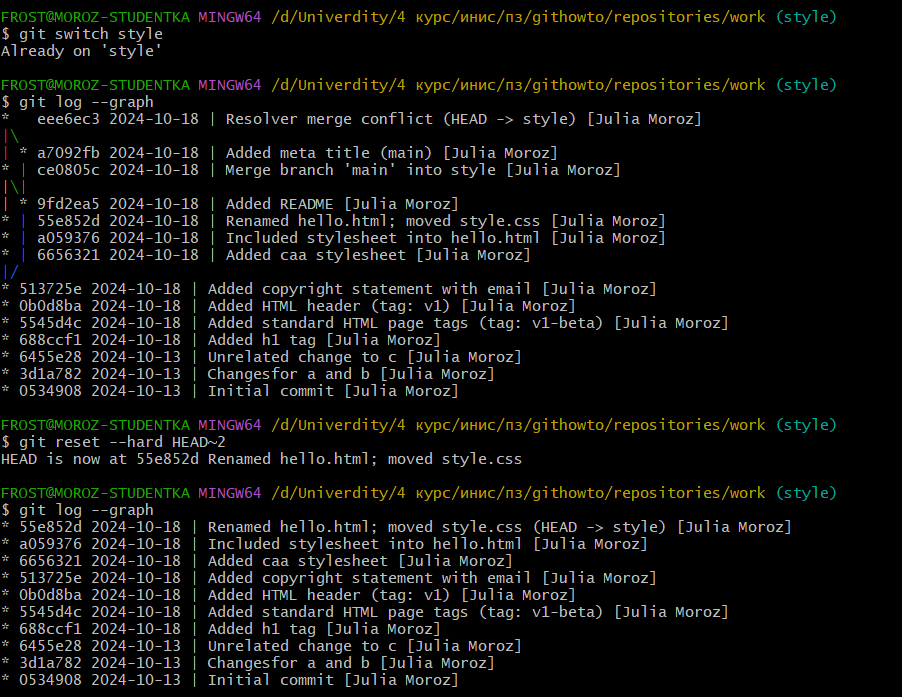 FROST@MOROZ-STUDENTKA MINGW64 /d/Univerdity/4 курс/инис/пз/githowto/repositories/work (style)
$ git switch style
Already on 'style'
FROST@MOROZ-STUDENTKA MINGW64 /d/Univerdity/4 курс/инис/пз/githowto/repositories/work (style)
$ git log --graph
*   eee6ec3 2024-10-18 | Resolver merge conflict (HEAD -> style) [Julia Moroz]
|\
| * a7092fb 2024-10-18 | Added meta title (main) [Julia Moroz]
* | ce0805c 2024-10-18 | Merge branch 'main' into style [Julia Moroz]
|\|
| * 9fd2ea5 2024-10-18 | Added README [Julia Moroz]
* | 55e852d 2024-10-18 | Renamed hello.html; moved style.css [Julia Moroz]
* | a059376 2024-10-18 | Included stylesheet into hello.html [Julia Moroz]
* | 6656321 2024-10-18 | Added caa stylesheet [Julia Moroz]
|/
* 513725e 2024-10-18 | Added copyright statement with email [Julia Moroz]
* 0b0d8ba 2024-10-18 | Added HTML header (tag: v1) [Julia Moroz]
* 5545d4c 2024-10-18 | Added standard HTML page tags (tag: v1-beta) [Julia Moroz]
* 688ccf1 2024-10-18 | Added h1 tag [Julia Moroz]
* 6455e28 2024-10-13 | Unrelated change to c [Julia Moroz]
* 3d1a782 2024-10-13 | Changesfor a and b [Julia Moroz]
* 0534908 2024-10-13 | Initial commit [Julia Moroz]
FROST@MOROZ-STUDENTKA MINGW64 /d/Univerdity/4 курс/инис/пз/githowto/repositories/work (style)
$ git reset --hard HEAD~2
HEAD is now at 55e852d Renamed hello.html; moved style.css
FROST@MOROZ-STUDENTKA MINGW64 /d/Univerdity/4 курс/инис/пз/githowto/repositories/work (style)
$ git log --graph
* 55e852d 2024-10-18 | Renamed hello.html; moved style.css (HEAD -> style) [Julia Moroz]
* a059376 2024-10-18 | Included stylesheet into hello.html [Julia Moroz]
* 6656321 2024-10-18 | Added caa stylesheet [Julia Moroz]
* 513725e 2024-10-18 | Added copyright statement with email [Julia Moroz]
* 0b0d8ba 2024-10-18 | Added HTML header (tag: v1) [Julia Moroz]
* 5545d4c 2024-10-18 | Added standard HTML page tags (tag: v1-beta) [Julia Moroz]
* 688ccf1 2024-10-18 | Added h1 tag [Julia Moroz]
* 6455e28 2024-10-13 | Unrelated change to c [Julia Moroz]
* 3d1a782 2024-10-13 | Changesfor a and b [Julia Moroz]
* 0534908 2024-10-13 | Initial commit [Julia Moroz]